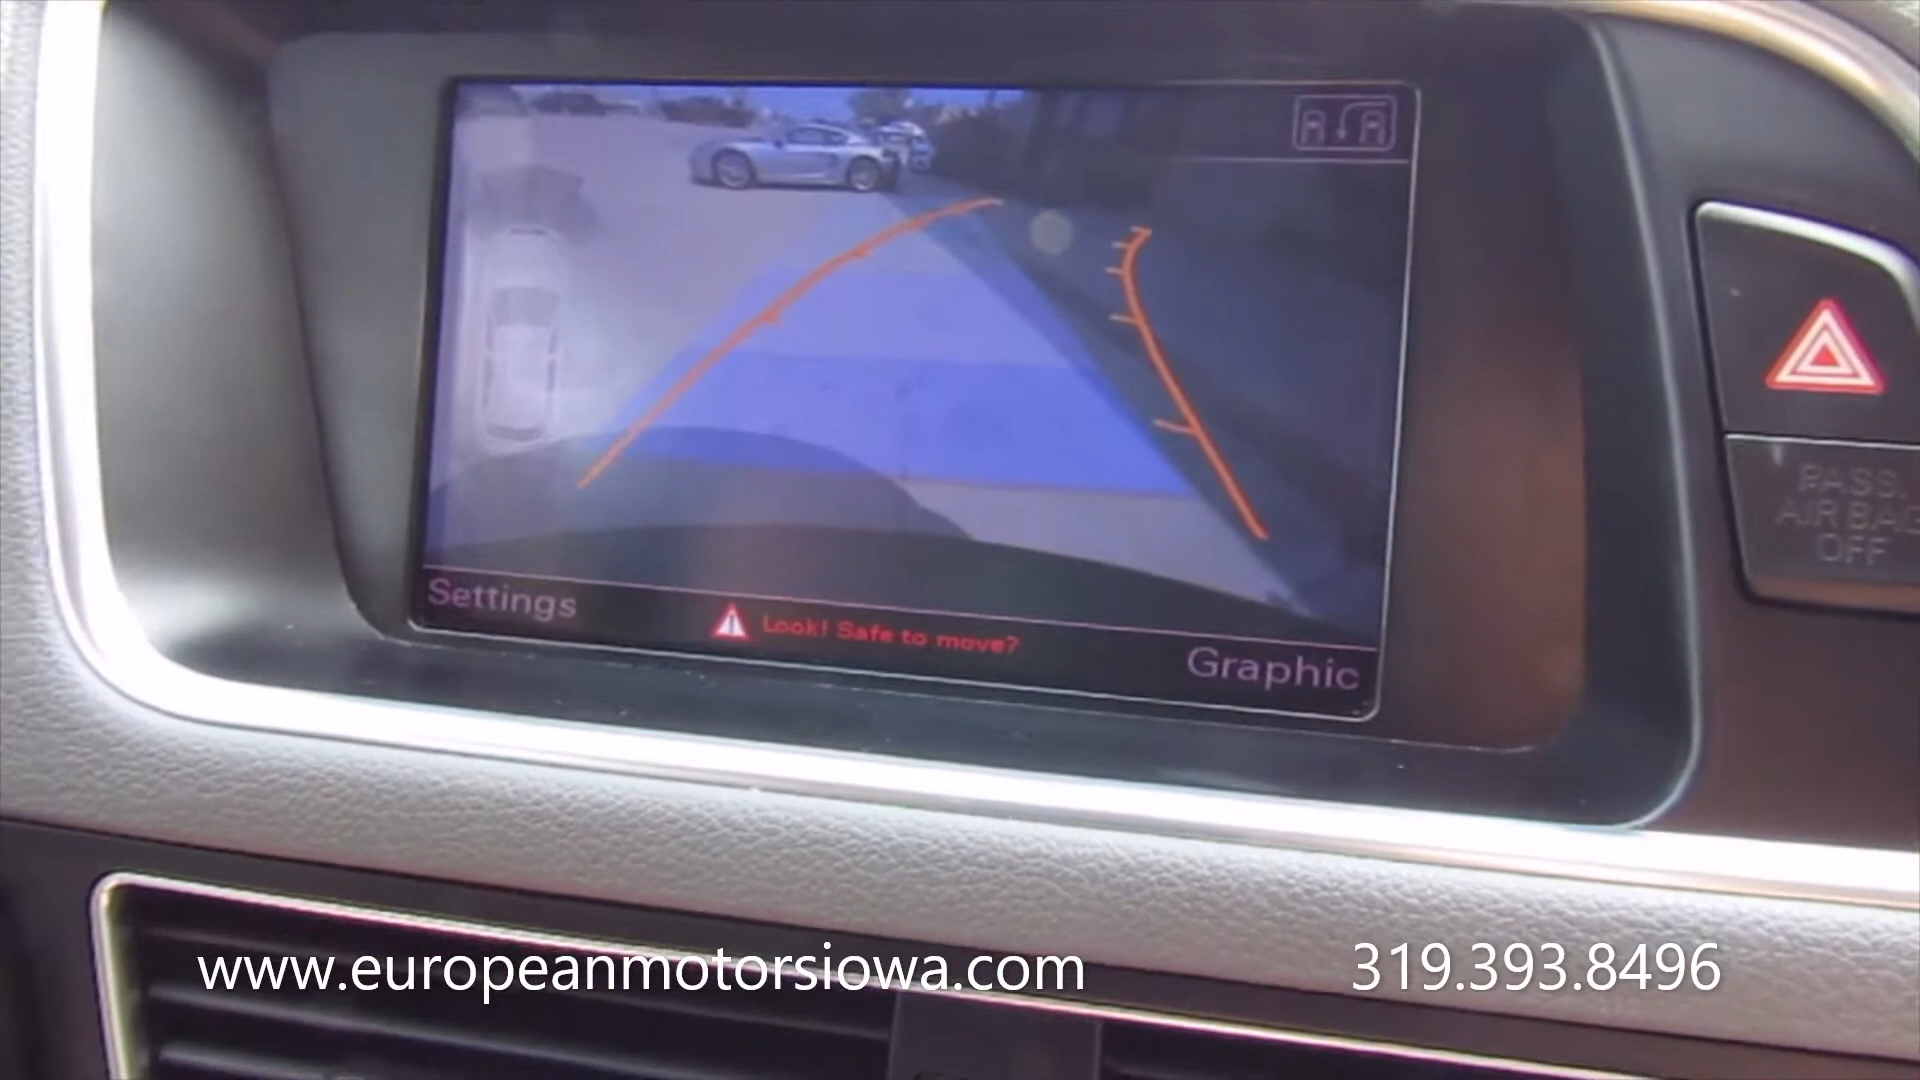 Settings
Look! Safe to move?
Graphic
PASS.
AIR BAG
OFF
www.europeanmotorsiowa.com 319.393.8496